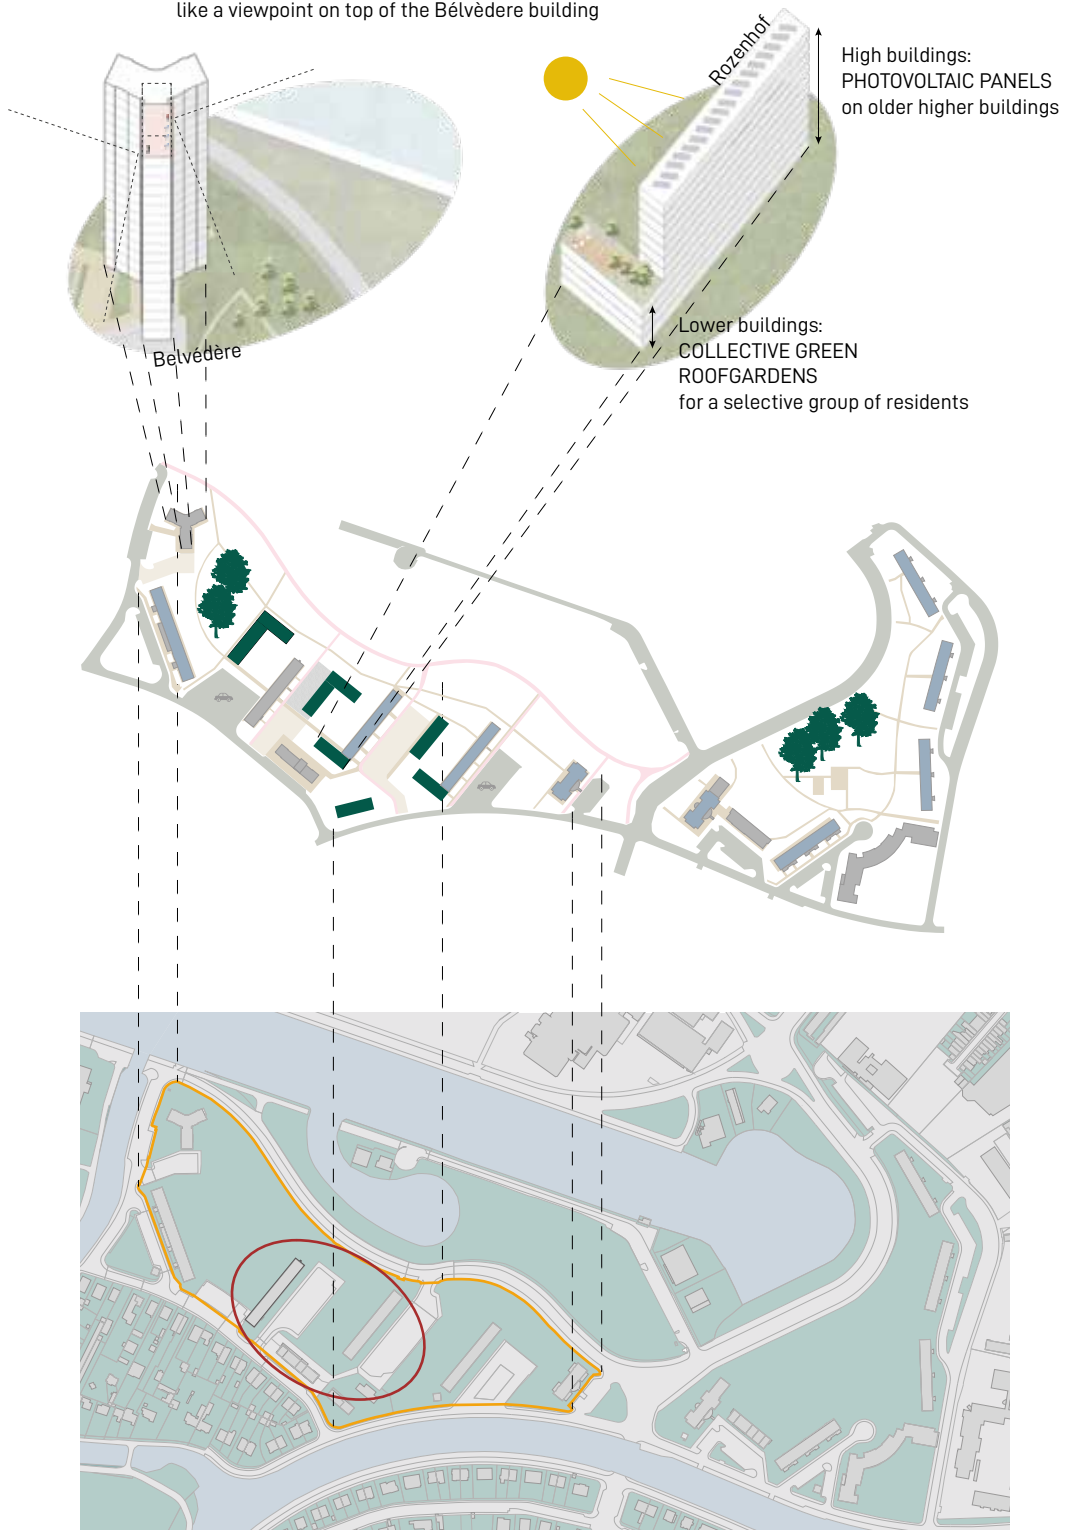 like a viewpoint on top of the Bélvèdere building
Rozenhof
High buildings:
PHOTOVOLTAIC PANELS
on older higher buildings
Belvédère
Lower buildings:
COLLECTIVE GREEN
ROOFGARDENS
for a selective group of residents